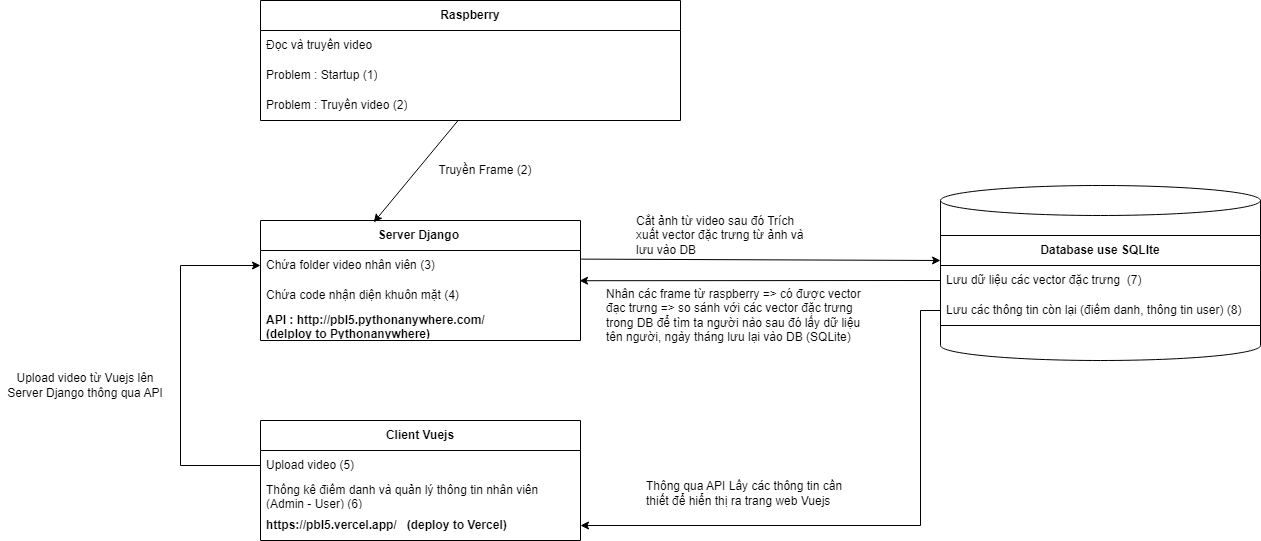 Raspberry
Đọc và truyền video
Problem : Startup (1)
Problem : Truyền video (2)
Truyền Frame (2)
Server Django
Chứa folder video nhân viên (3)
Chứa code nhận diện khuôn mặt (4)
API : http://pbl5.pythonanywhere.com/
(deploy to Pythonanywhere)
Cắt ảnh từ video sau đó Trích
xuất vector đặc trưng từ ảnh và
lưu vào DB
Nhân các frame từ raspberry => có được vector
đạc trưng => so sánh với các vector đặc trưng
trong DB để tìm ta người nào sau đó lấy dữ liệu
tên người, ngày tháng lưu lại vào DB (SQLite)
Database use SQLIte
Lưu dữ liệu các vector đặc trưng (7)
Lưu các thông tin còn lại (điểm danh, thông tin user) (8)
Upload video từ Vuejs lên
Server Django thông qua API
Client Vuejs
Upload video (5)
Thống kê điểm danh và quản lý thông tin nhân viên
(Admin - User) (6)
https://pbl5.vercel.app/ (deploy to Vercel)
Thông qua API Lấy các thông tin cần
thiết để hiển thị ra trang web Vuejs